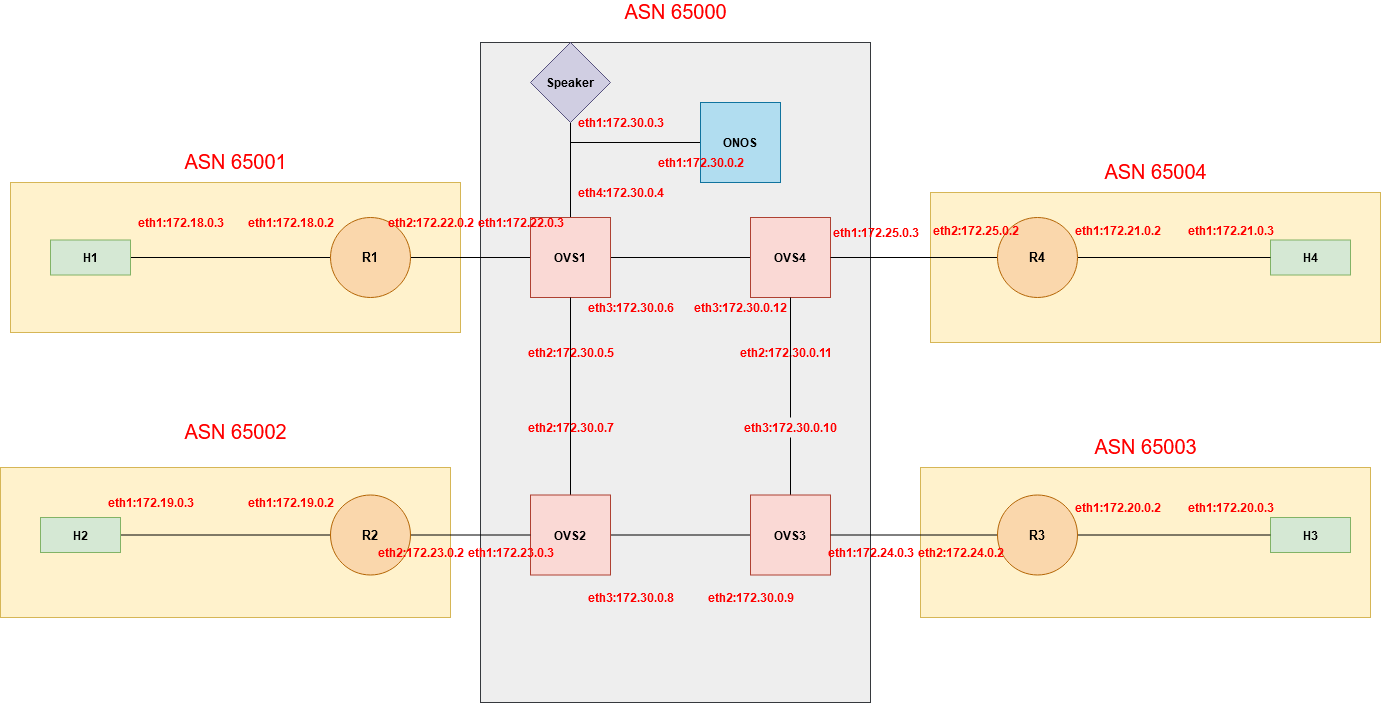 ASN 65000
Speaker
eth1:172.30.0.3
ONOS
eth1:172.30.0.2
eth4:172.30.0.4
ASN 65001
eth1:172.18.0.3
eth1:172.18.0.2
eth2:172.22.0.2
eth1:172.22.0.3
H1
R1
OVS1
OVS4
ASN 65004
eth1:172.25.0.3
eth2:172.25.0.2
eth1:172.21.0.2
eth1:172.21.0.3
R4
H4
eth3:172.30.0.6
eth3:172.30.0.12
eth2:172.30.0.5
eth2:172.30.0.11
eth2:172.30.0.7
eth3:172.30.0.10
ASN 65002
eth1:172.19.0.3
eth1:172.19.0.2
H2
R2
eth2:172.23.0.2
eth1:172.23.0.3
OVS2
OVS3
ASN 65003
eth1:172.20.0.2
eth1:172.20.0.3
R3
H3
eth1:172.24.0.3
eth2:172.24.0.2
eth3:172.30.0.8
eth2:172.30.0.9